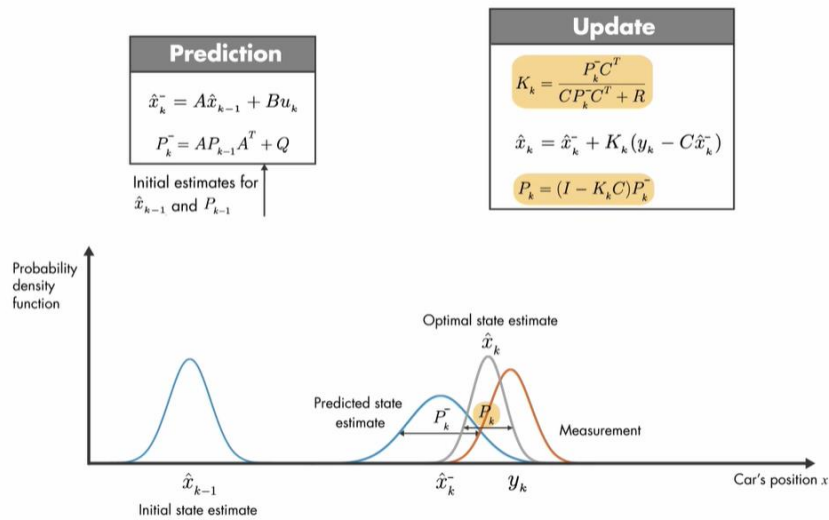 Prediction
x̂ₖ⁻ = Ax̂ₖ₋₁ + Buₖ
Pₖ⁻ = APₖ₋₁Aᵀ + Q
Initial estimates for
x̂ₖ₋₁ and Pₖ₋₁
Update
Kₖ = Pₖ⁻Cᵀ / CPₖ⁻Cᵀ + R
x̂ₖ = x̂ₖ⁻ + Kₖ(yₖ − Cx̂ₖ⁻)
Pₖ = (I − KₖC)Pₖ⁻
Probability
density
function
Optimal state estimate
x̂ₖ
Predicted state
estimate
Pₖ⁻
Pₖ
Measurement
x̂ₖ₋₁
Initial state estimate
x̂ₖ⁻
yₖ
Car's position x